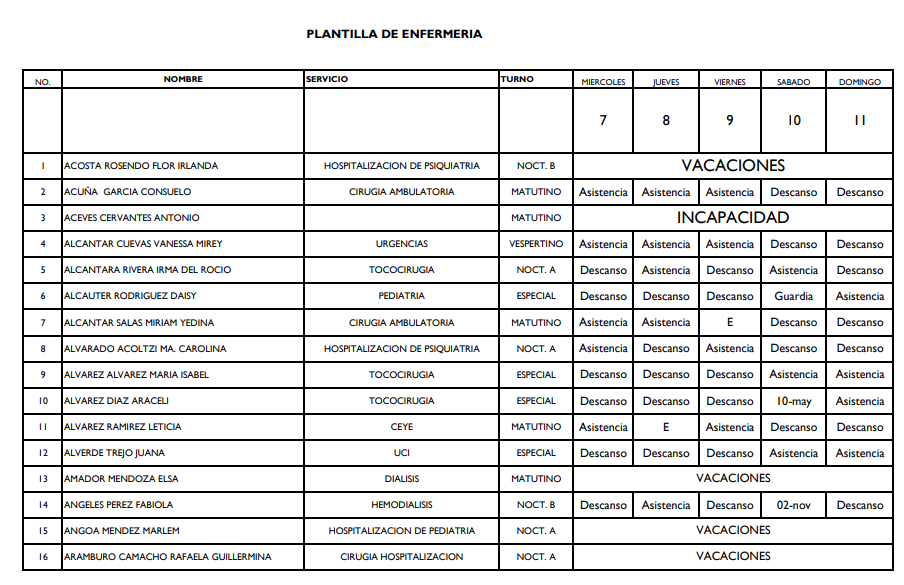 PLANTILLA DE ENFERMERIA
NO. NOMBRE SERVICIO TURNO MIERCOLES JUEVES VIERNES SABADO DOMINGO
7 8 9 10 11
1 ACOSTA ROSENDO FLOR IRLANDA HOSPITALIZACION DE PSIQUIATRIA NOCT. B VACACIONES
2 ACUÑA GARCIA CONSUELO CIRUGIA AMBULATORIA MATUTINO Asistencia Asistencia Asistencia Descanso Descanso
3 ACEVES CERVANTES ANTONIO MATUTINO INCAPACIDAD
4 ALCANTAR CUEVAS VANESSA MIREY URGENCIAS VESPERTINO Asistencia Asistencia Asistencia Descanso Descanso
5 ALCANTARA RIVERA IRMA DEL ROCIO TOCOCIRUGIA NOCT. A Descanso Asistencia Descanso Asistencia Descanso
6 ALCAUTER RODRIGUEZ DAISY PEDIATRIA ESPECIAL Descanso Descanso Descanso Guardia Asistencia
7 ALCANTAR SALAS MIRIAM YEDINA CIRUGIA AMBULATORIA MATUTINO Asistencia Asistencia E Descanso Descanso
8 ALVARADO ACOLTZI MA. CAROLINA HOSPITALIZACION DE PSIQUIATRIA NOCT. A Asistencia Descanso Asistencia Descanso Descanso
9 ALVAREZ ALVAREZ MARIA ISABEL TOCOCIRUGIA ESPECIAL Descanso Descanso Descanso Asistencia Asistencia
10 ALVAREZ DIAZ ARACELI TOCOCIRUGIA ESPECIAL Descanso Descanso Descanso 10-may Asistencia
11 ALVAREZ RAMIREZ LETICIA CEYE MATUTINO Asistencia E Asistencia Descanso Descanso
12 ALVERDE TREJO JUANA UCI ESPECIAL Descanso Descanso Descanso Asistencia Asistencia
13 AMADOR MENDOZA ELSA DIALISIS MATUTINO VACACIONES
14 ANGELES PEREZ FABIOLA HEMODIALISIS NOCT. B Descanso Asistencia Descanso 02-nov Descanso
15 ANGOA MENDEZ MARLEM HOSPITALIZACION DE PEDIATRIA NOCT. A VACACIONES
16 ARAMBURO CAMACHO RAFAELA GUILLERMINA CIRUGIA HOSPITALIZACION NOCT. A VACACIONES